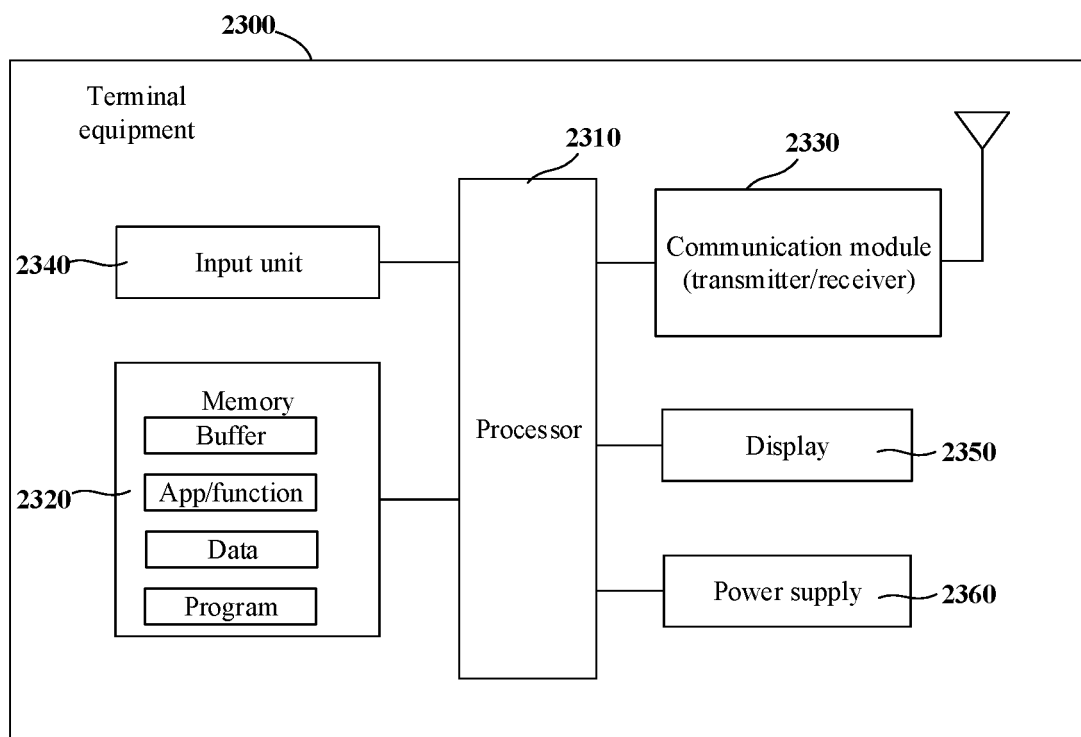 2300
Terminal
equipment
2310
2330
2340
Input unit
Communication module
(transmitter/receiver)
Memory
Buffer
2320
App/function
Data
Program
Processor
Display
2350
Power supply
2360